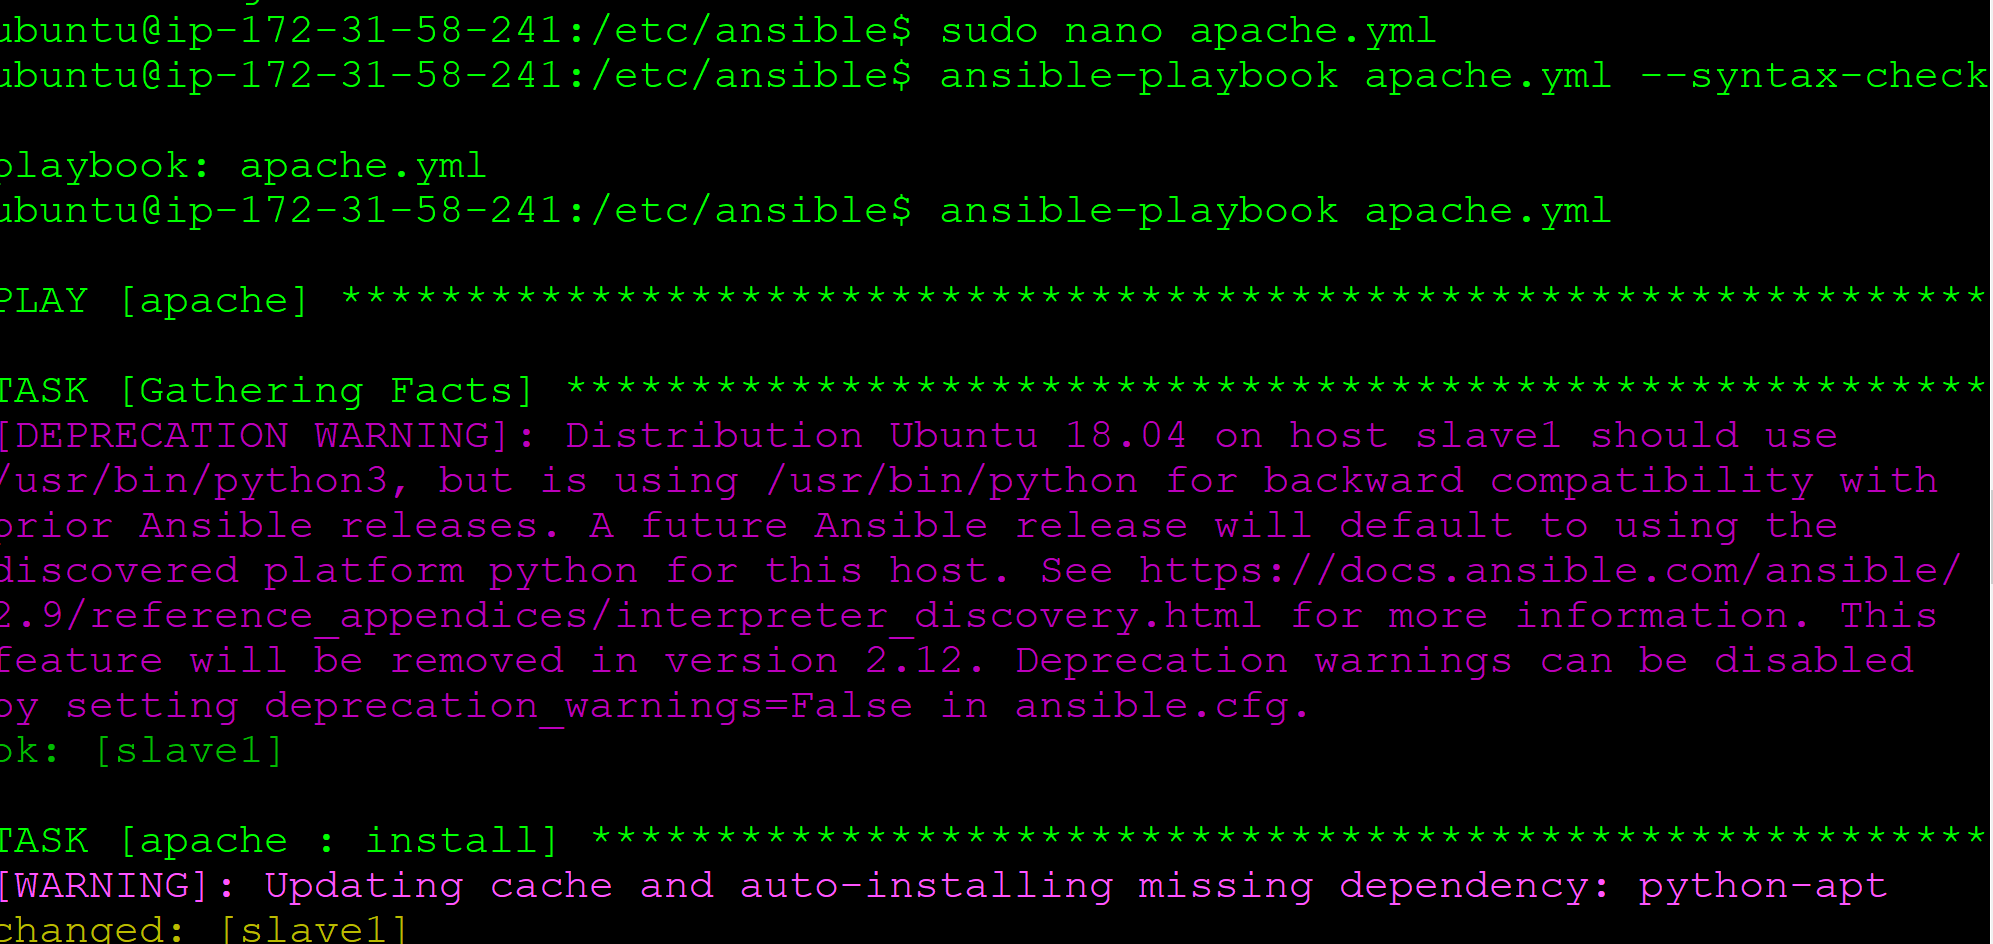 ubuntu@ip-172-31-58-241:/etc/ansible$ sudo nano apache.yml
ubuntu@ip-172-31-58-241:/etc/ansible$ ansible-playbook apache.yml --syntax-check
playbook: apache.yml
ubuntu@ip-172-31-58-241:/etc/ansible$ ansible-playbook apache.yml
PLAY [apache] ******************************************************************
TASK [Gathering Facts] *********************************************************
[DEPRECATION WARNING]: Distribution Ubuntu 18.04 on host slave1 should use
/usr/bin/python3, but is using /usr/bin/python for backward compatibility with
prior Ansible releases. A future Ansible release will default to using the
discovered platform python for this host. See https://docs.ansible.com/ansible/
2.9/reference_appendices/interpreter_discovery.html for more information. This
feature will be removed in version 2.12. Deprecation warnings can be disabled
by setting deprecation_warnings=False in ansible.cfg.
ok: [slave1]
TASK [apache : install] ********************************************************
[WARNING]: Updating cache and auto-installing missing dependency: python-apt
changed: [slave1]